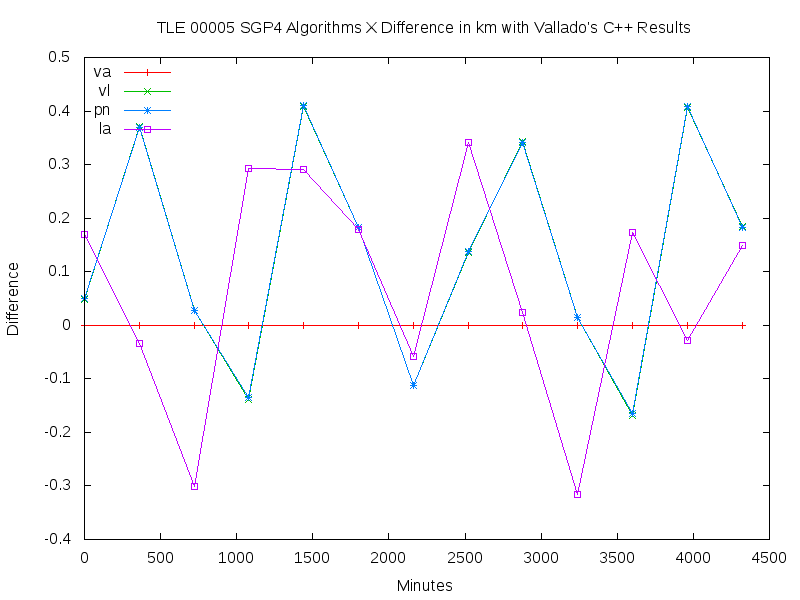 TLE 00005 SGP4 Algorithms X Difference in km with Vallado's C++ Results
0.5
va
vl
0.4
pn
la
0.3
0.2
0.1
Difference
0
-0.1
-0.2
-0.3
-0.4
0 500 1000 1500 2000 2500 3000 3500 4000 4500
Minutes